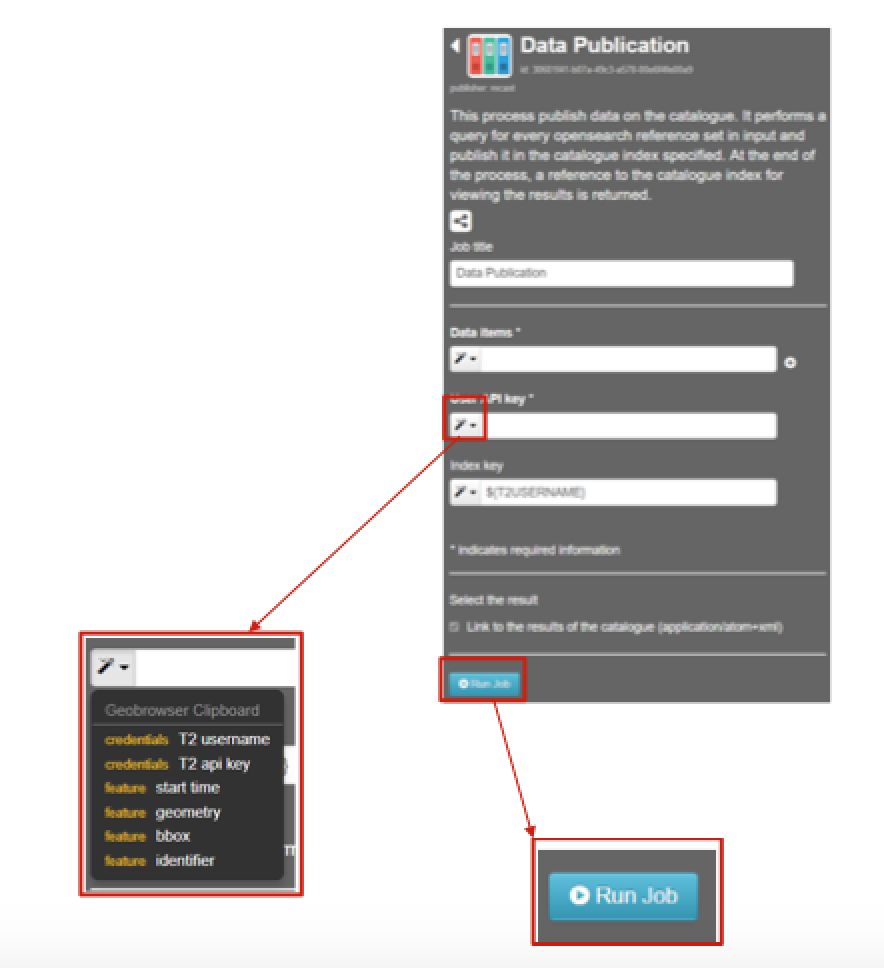 Data Publication
publisher:
This process publish data on the catalogue. It performs a
query for every opensearch reference set in input and
publish it in the catalogue index specified. At the end of
the process, a reference to the catalogue index for
viewing the results is returned.
Job title
Data Publication
Data items *
User API key *
Index key
${T2USERNAME}
* indicates required information
Select the result
Link to the results of the catalogue (application/atom+xml)
Run Job
Geobrowser Clipboard
credentials T2 username
credentials T2 api key
feature start time
feature geometry
feature bbox
feature identifier
Run Job